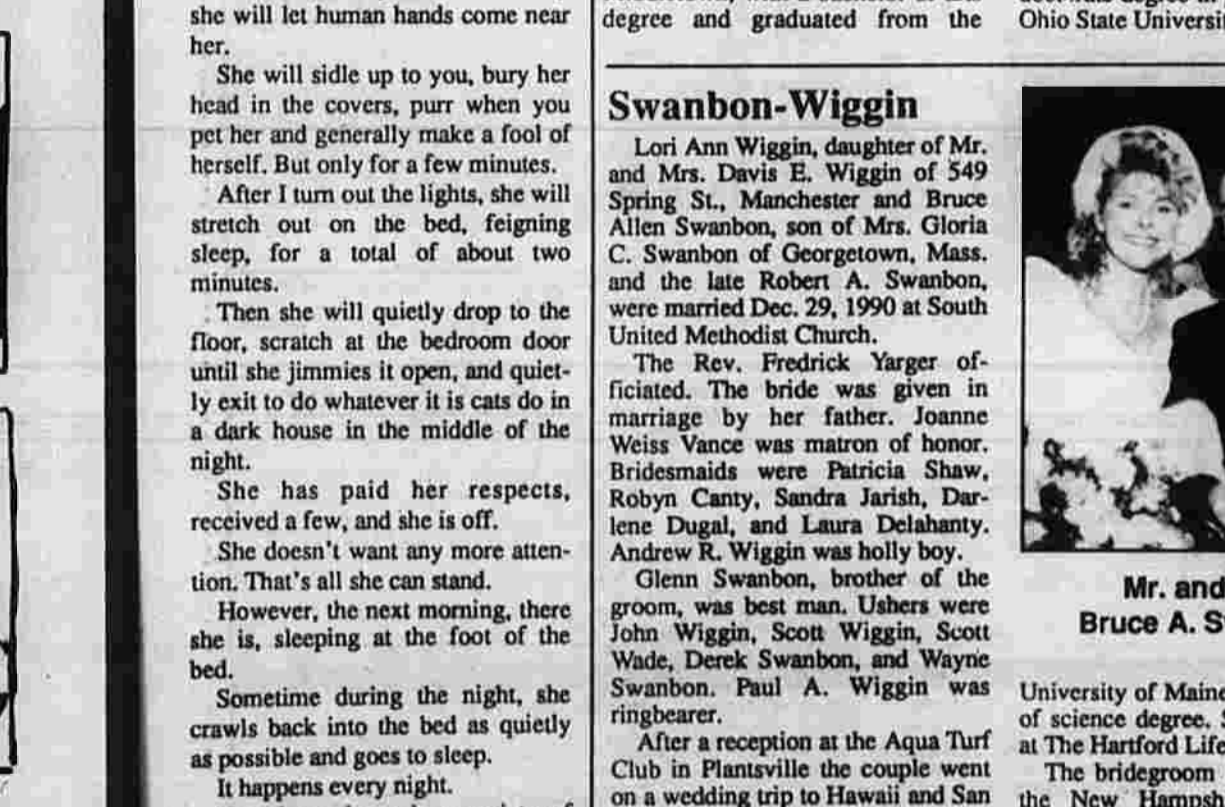 she will let human hands come near
her.
She will sidle up to you, bury her
head in the covers, purr when you
pet her and generally make a fool of
herself. But only for a few minutes.
After I turn out the lights, she will
stretch out on the bed, feigning
sleep, for a total of about two
minutes.
Then she will quietly drop to the
floor, scratch at the bedroom door
until she jimmies it open, and quiet-
ly exit to do whatever it is cats do in
a dark house in the middle of the
night.
She has paid her respects,
received a few, and she is off.
She doesn't want any more atten-
tion. That's all she can stand.
However, the next morning, there
she is, sleeping at the foot of the
bed.
Sometime during the night, she
crawls back into the bed as quietly
as possible and goes to sleep.
It happens every night.
degree and graduated from the
Ohio State
Swanbon-Wiggin
Lori Ann Wiggin, daughter of Mr.
and Mrs. Davis E. Wiggin of 549
Spring St., Manchester and Bruce
Allen Swanbon, son of Mrs. Gloria
C. Swanbon of Georgetown, Mass.
and the late Robert A. Swanbon,
were married Dec. 29, 1990 at South
United Methodist Church.
The Rev. Fredrick Yarger of-
ficiated. The bride was given in
marriage by her father. Joanne
Weiss Vance was matron of honor.
Bridesmaids were Patricia Shaw,
Robyn Canty, Sandra Jarish, Dar-
lene Dugal, and Laura Delahanty.
Andrew R. Wiggin was holly boy.
Glenn Swanbon, brother of the
groom, was best man. Ushers were
John Wiggin, Scott Wiggin, Scott
Wade, Derek Swanbon, and Wayne
Swanbon. Paul A. Wiggin was
ringbearer.
After a reception at the Aqua Turf
Club in Plantsville the couple went
on a wedding trip to Hawaii and San
Mr. and
Bruce A. S
University of Maine
of science degree.
at The Hartford Life
The bridegroom
the New Hampsh